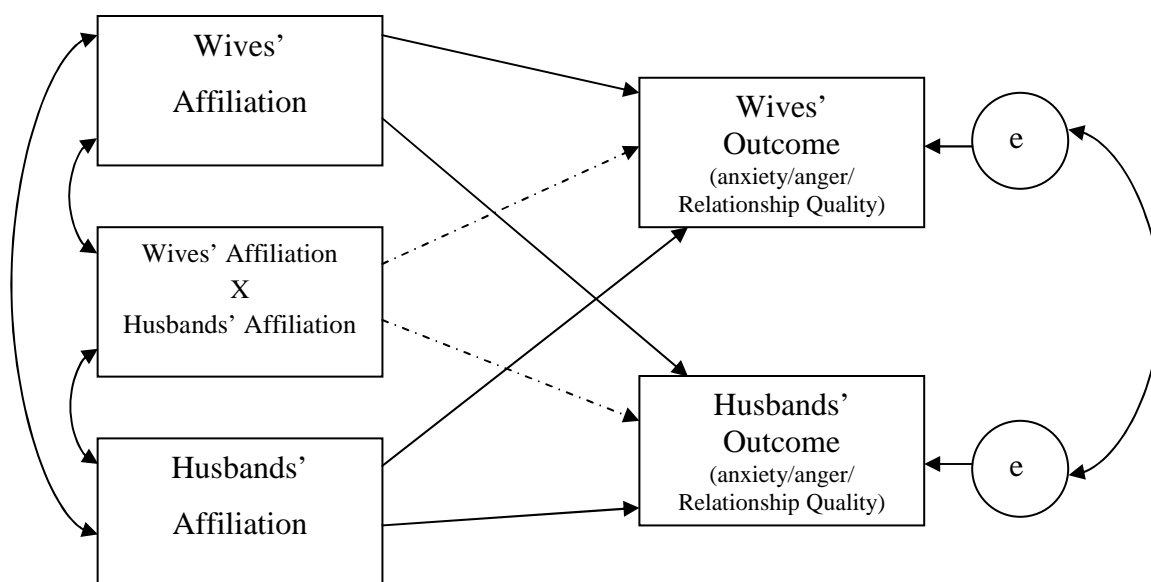 Wives’
Affiliation
Wives’ Affiliation
X
Husbands’ Affiliation
Husbands’
Affiliation
Wives’
Outcome
(anxiety/anger/
Relationship Quality)
Husbands’
Outcome
(anxiety/anger/
Relationship Quality)
e
e